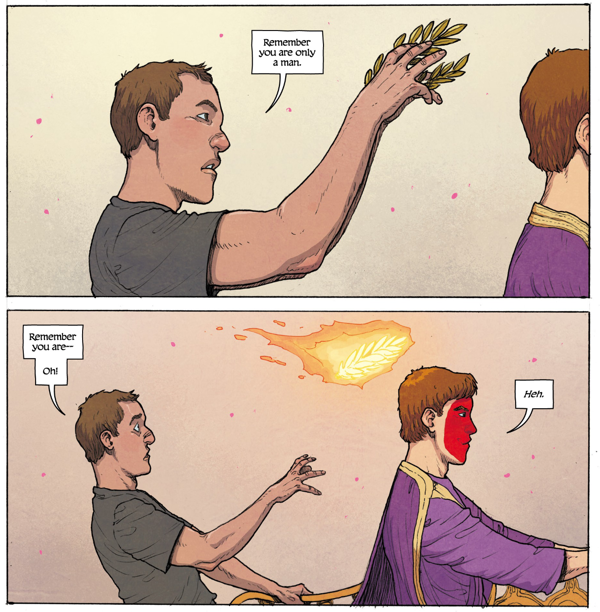 Remember
you are only
a man.
Remember
you are--
Oh!
Heh.